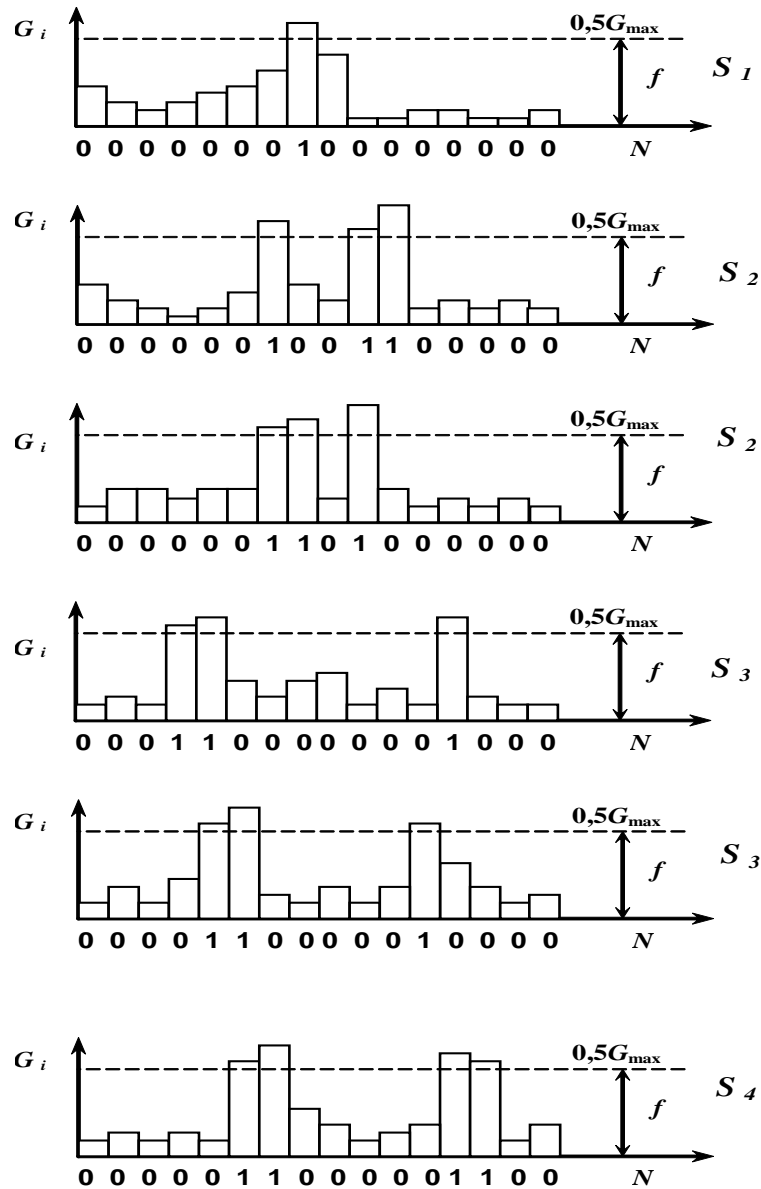 G i 0,5Gmax S 1
f
0 0 0 0 0 0 0 1 0 0 0 0 0 0 0 0 N
G i 0,5Gmax S 2
f
0 0 0 0 0 0 1 0 0 1 1 0 0 0 0 0 N
G i 0,5Gmax S 2
f
0 0 0 0 0 0 1 1 0 1 0 0 0 0 0 0 N
G i 0,5Gmax S 3
f
0 0 0 1 1 0 0 0 0 0 0 0 1 0 0 0 N
G i 0,5Gmax S 3
f
0 0 0 0 1 1 0 0 0 0 0 1 0 0 0 0 N
G i 0,5Gmax S 4
f
0 0 0 0 0 1 1 0 0 0 0 0 1 1 0 0 N